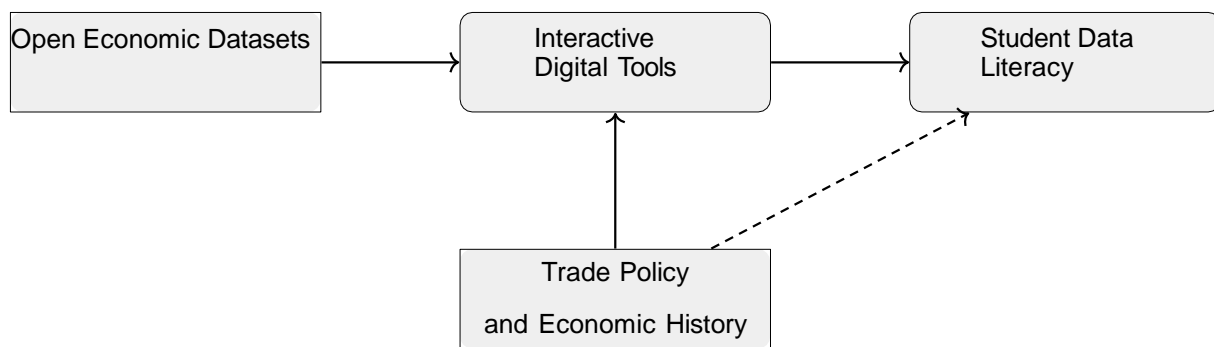 Open Economic Datasets
Interactive
Digital Tools
Student Data
Literacy
Trade Policy
and Economic History